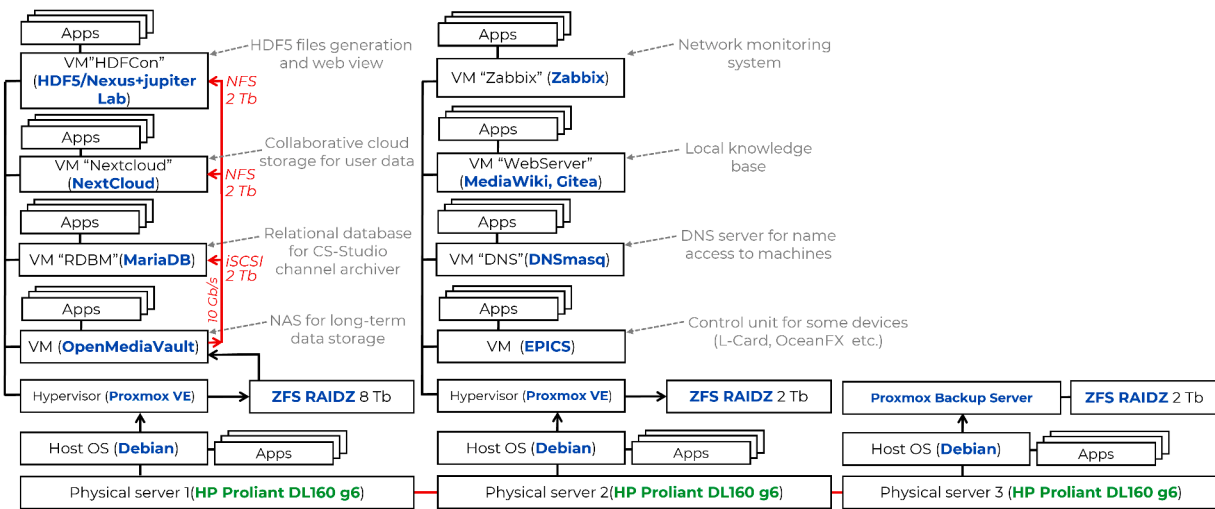 Apps
VM"HDFCon"
(HDF5/Nexus+jupiter
Lab)
HDF5 files generation
and web view
NFS
2 Tb
Apps
VM "Nextcloud"
(NextCloud)
Collaborative cloud
storage for user data
NFS
2 Tb
Apps
VM "RDBM"(MariaDB)
Relational database
for CS-Studio
channel archiver
iSCSI
2 Tb
10 Gb/s
Apps
VM (OpenMediaVault)
NAS for long-term
data storage
Hypervisor (Proxmox VE)
ZFS RAIDZ 8 Tb
Host OS (Debian)
Apps
Physical server 1(HP Proliant DL160 g6)
Apps
VM "Zabbix" (Zabbix)
Network monitoring
system
Apps
VM "WebServer"
(MediaWiki, Gitea)
Local knowledge
base
Apps
VM "DNS"(DNSmasq)
DNS server for name
access to machines
Apps
VM (EPICS)
Control unit for some devices
(L-Card, OceanFX etc.)
Hypervisor (Proxmox VE)
ZFS RAIDZ 2 Tb
Host OS (Debian)
Apps
Physical server 2(HP Proliant DL160 g6)
Proxmox Backup Server
ZFS RAIDZ 2 Tb
Host OS (Debian)
Apps
Physical server 3 (HP Proliant DL160 g6)